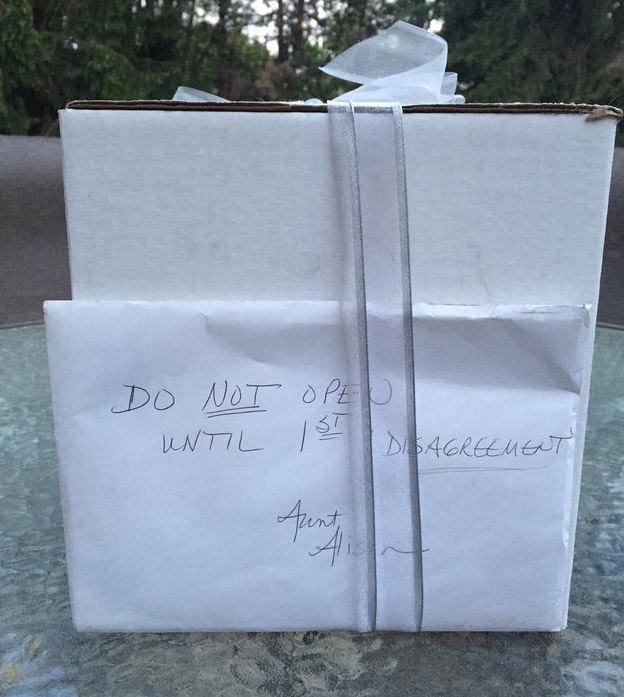 DO NOT OPEN
UNTIL 1ST DISAGREEMENT
Aunt
Alison